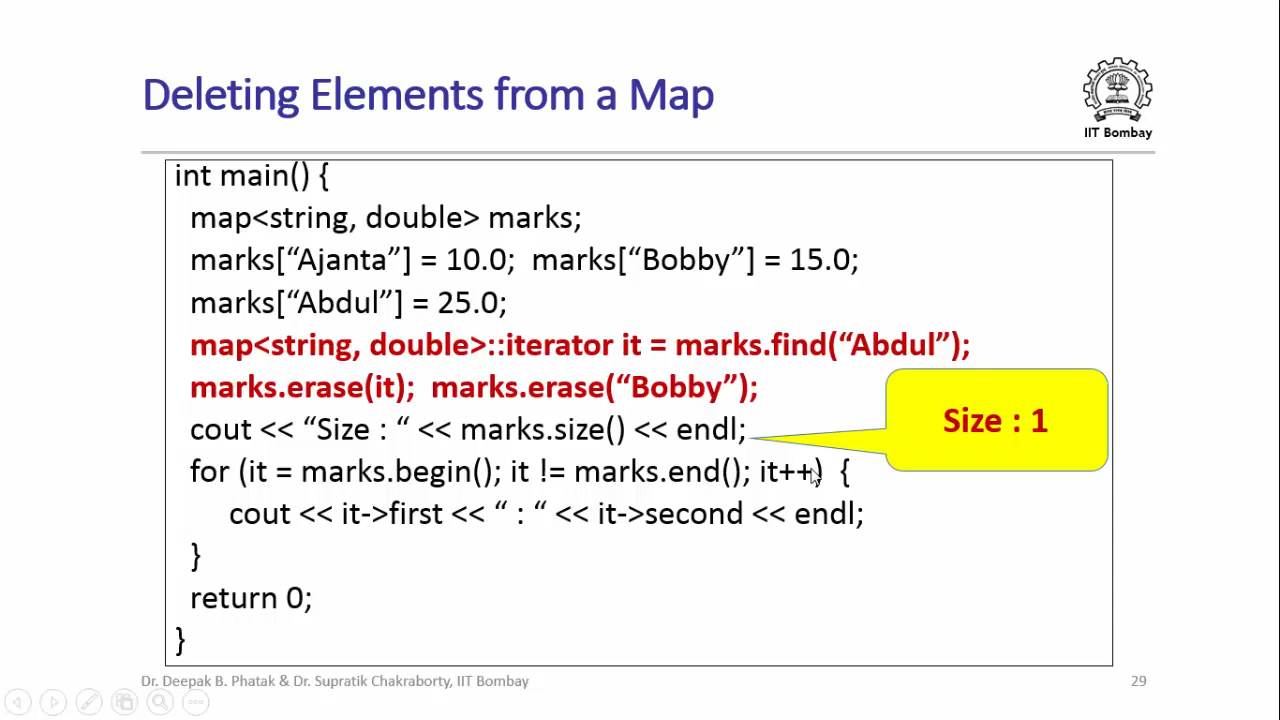 Deleting Elements from a Map
IIT Bombay
int main() {
map<string, double> marks;
marks[“Ajanta”] = 10.0; marks[“Bobby”] = 15.0;
marks[“Abdul”] = 25.0;
map<string, double>::iterator it = marks.find(“Abdul”);
marks.erase(it); marks.erase(“Bobby”);
cout << “Size : “ << marks.size() << endl;
Size : 1
for (it = marks.begin(); it != marks.end(); it++) {
cout << it->first << “ : “ << it->second << endl;
}
return 0;
}
Dr. Deepak B. Phatak & Dr. Supratik Chakraborty, IIT Bombay
29